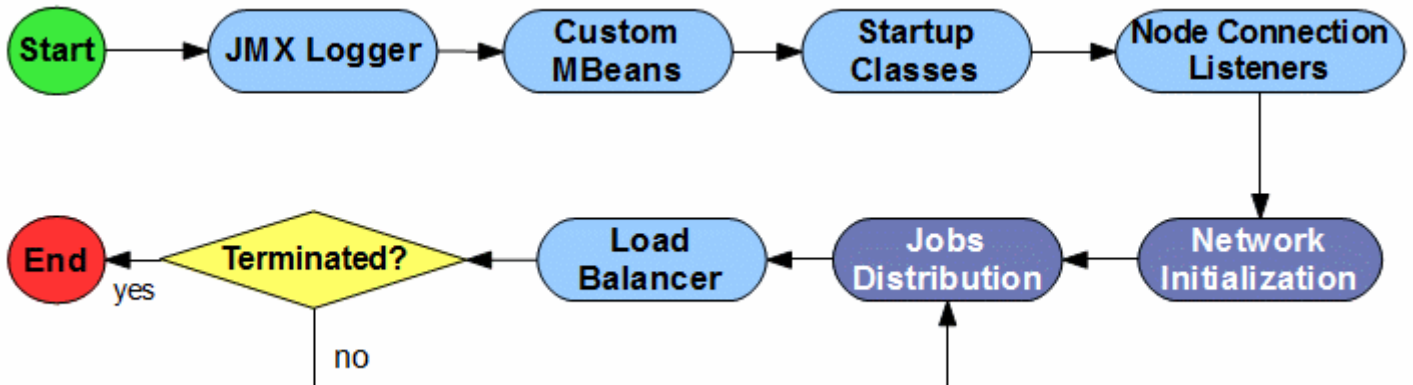 Start
JMX Logger
Custom
MBeans
Startup
Classes
Node Connection
Listeners
End
yes
Terminated?
no
Load
Balancer
Jobs
Distribution
Network
Initialization